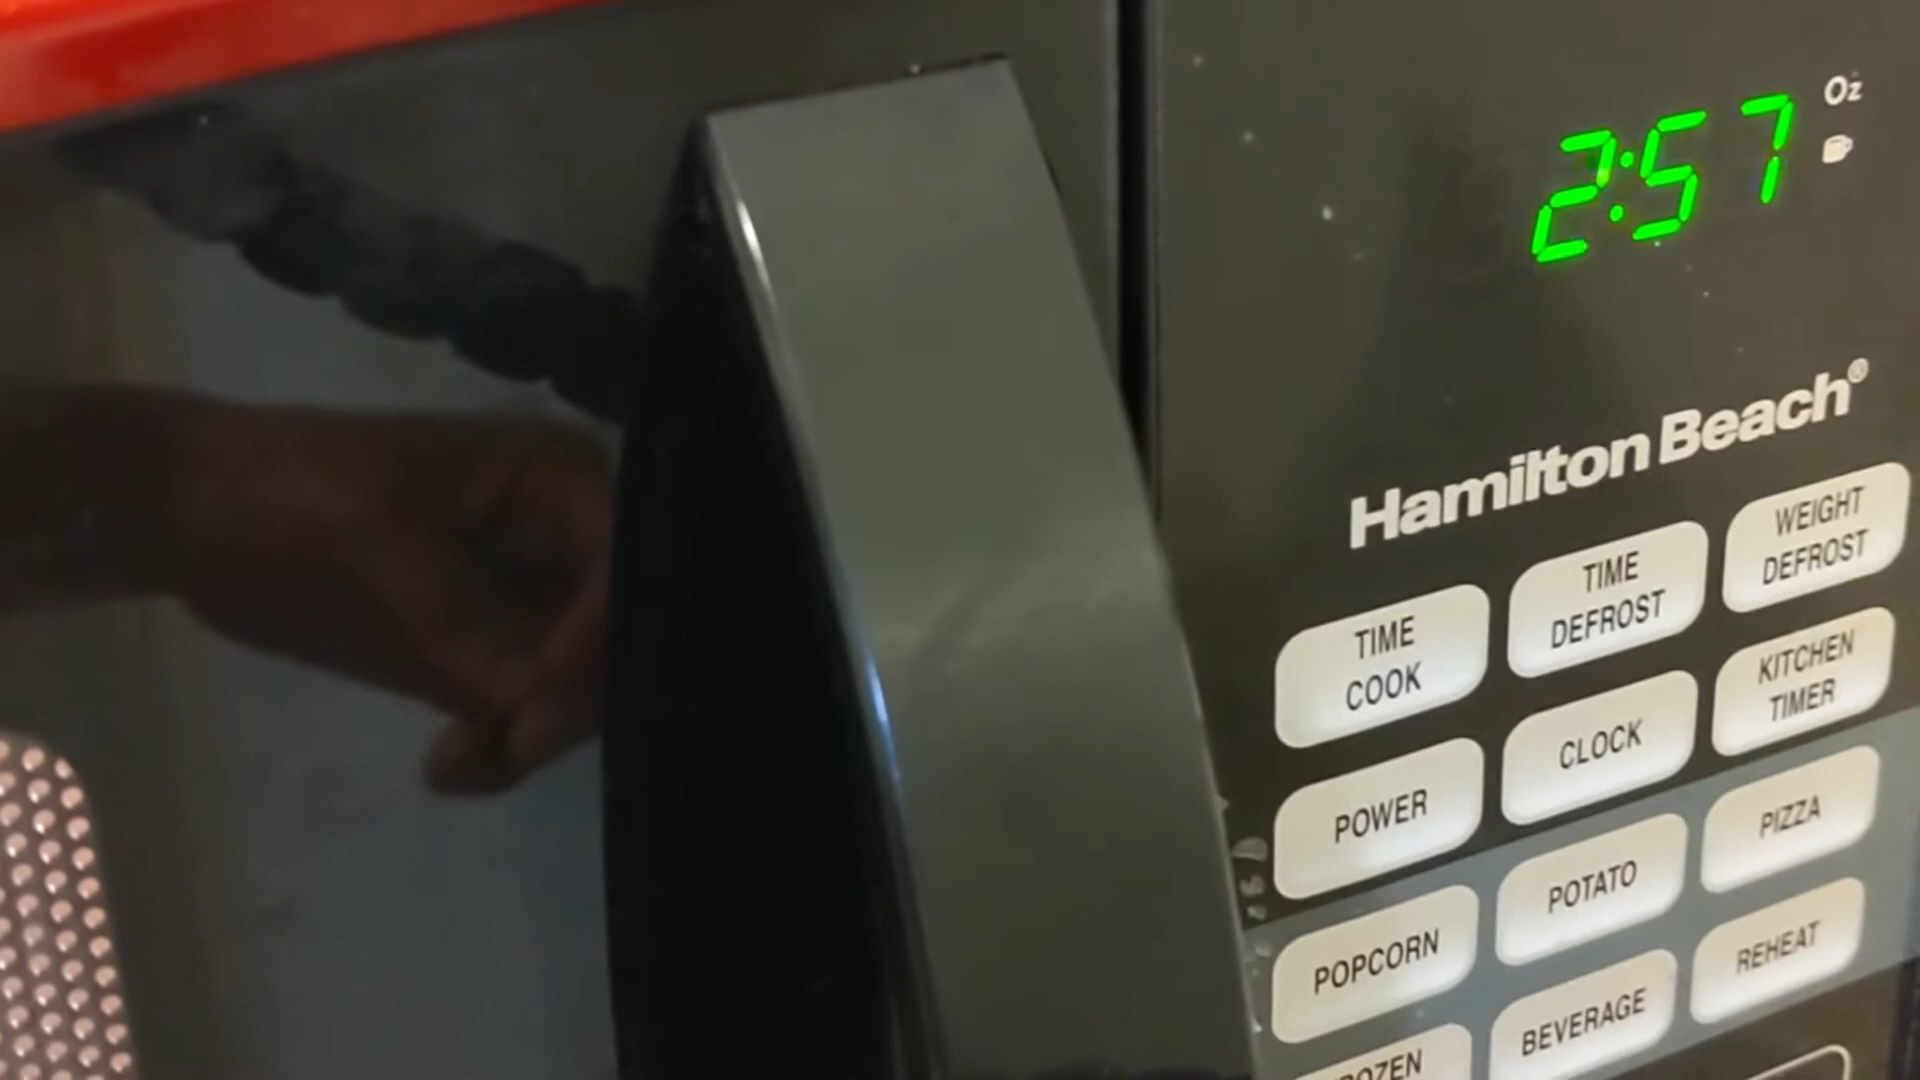 2:57
Oz
Hamilton Beach®
TIME
COOK
TIME
DEFROST
WEIGHT
DEFROST
POWER
CLOCK
KITCHEN
TIMER
POPCORN
POTATO
PIZZA
BEVERAGE
REHEAT